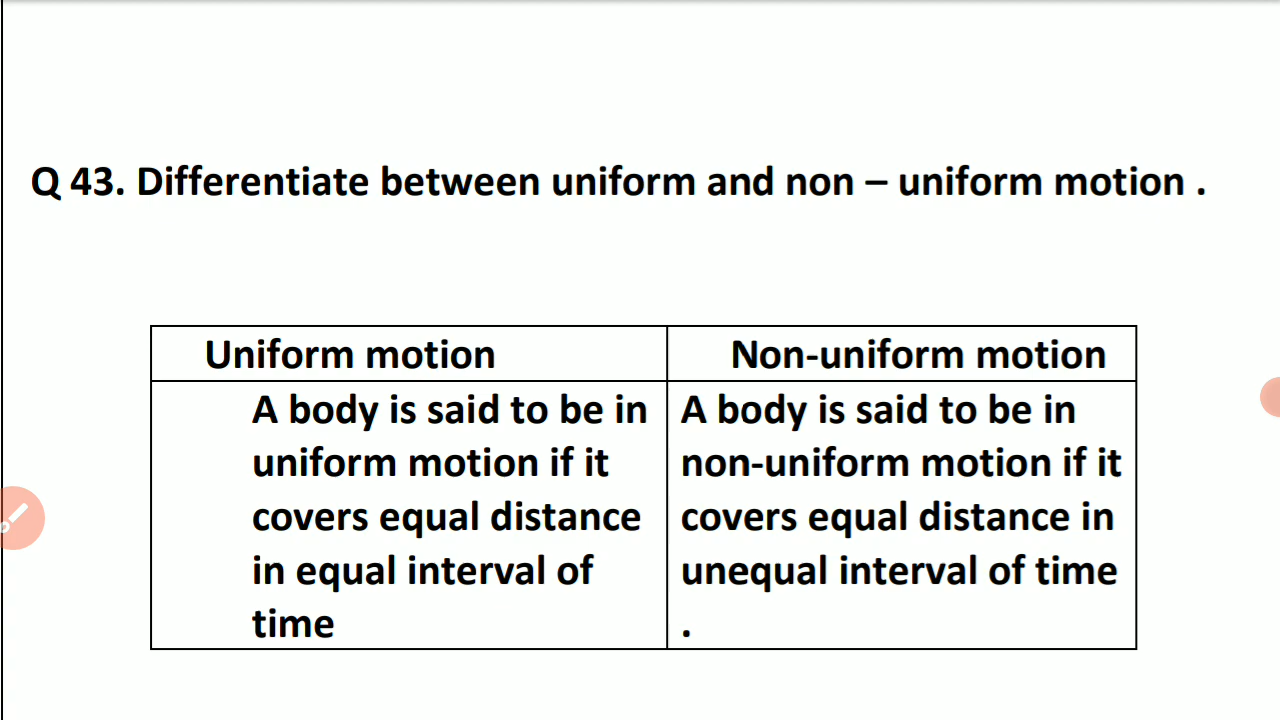 Q 43. Differentiate between uniform and non – uniform motion .
Uniform motion
Non-uniform motion
A body is said to be in
uniform motion if it
covers equal distance
in equal interval of
time
A body is said to be in
non-uniform motion if it
covers equal distance in
unequal interval of time
.